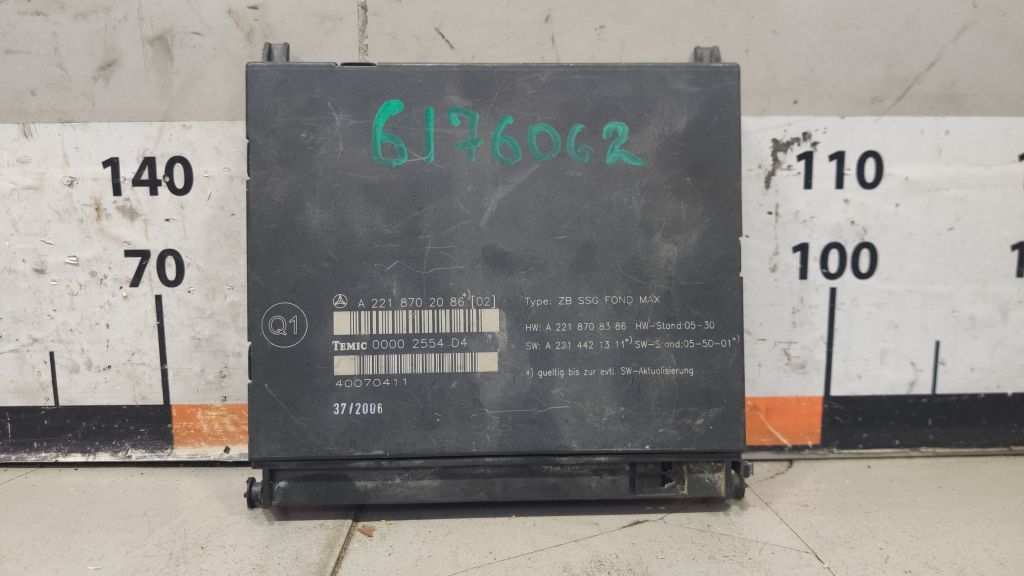 6176062
140
110
70
100
1
A 221 870 20 86*)[02]
Type: ZB SSG FOND MAX
Q1
HW: A 221 870 83 86 HW-Stand:05-30
TEMIC 0000 2554 D4
SW: A 221 442 13 11*) SW-Stand:05-50-01*)
*) gueltig bis zur evtl. SW-Aktualisierung
40070411
37/2006